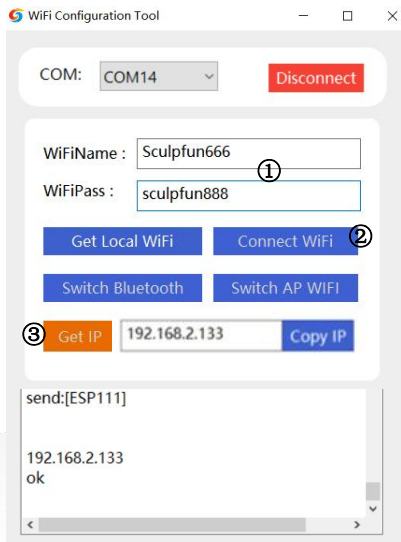 WiFi Configuration Tool
COM: COM14 Disconnect
WiFiName : Sculpfun666
①
WiFiPass : sculpfun888
Get Local WiFi Connect WiFi ②
Switch Bluetooth Switch AP WIFI
③ Get IP 192.168.2.133 Copy IP
send:[ESP111]
192.168.2.133
ok